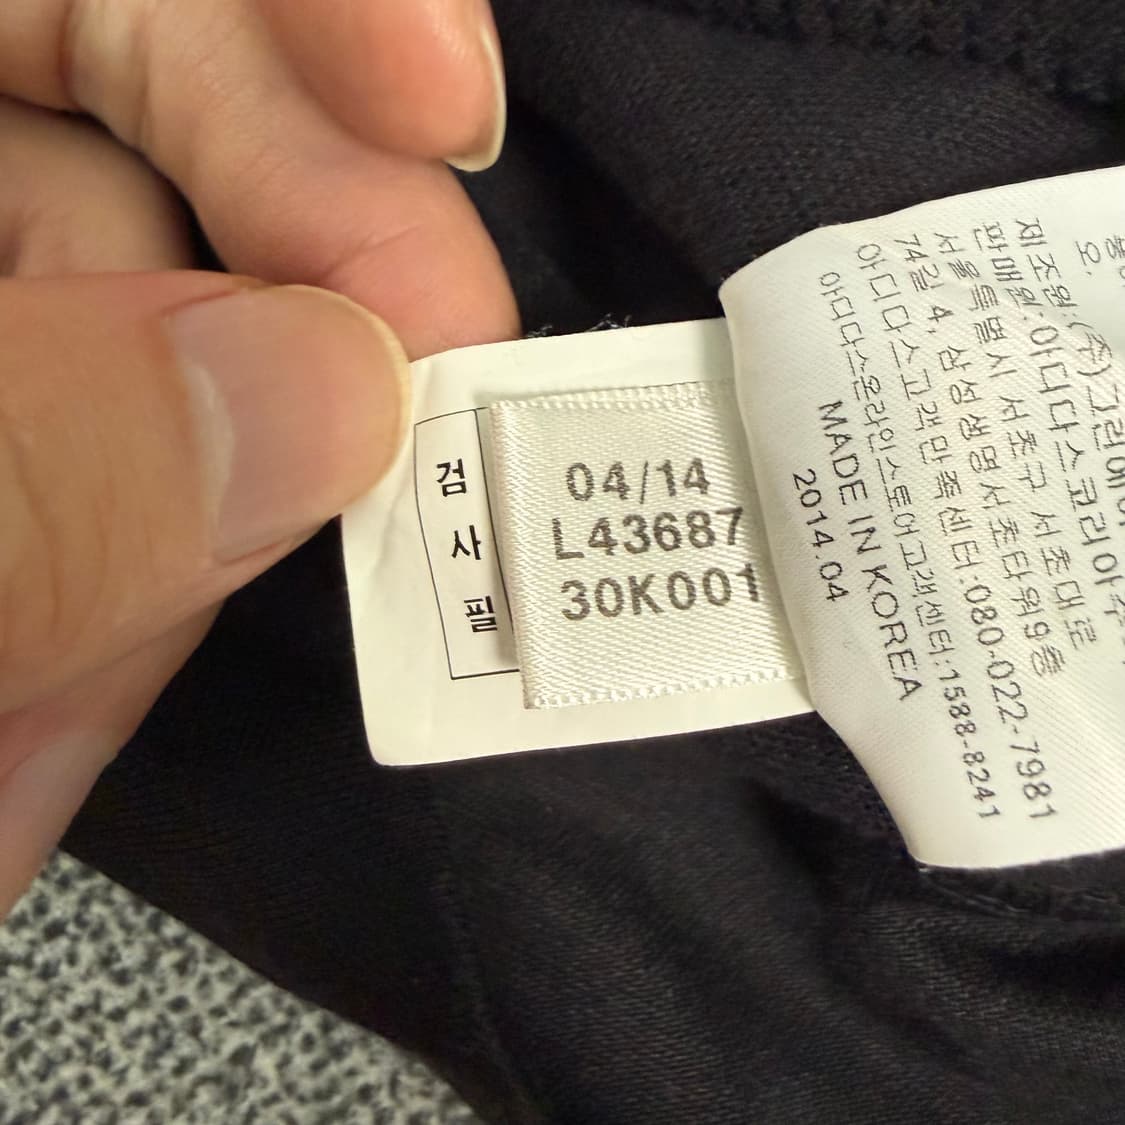 검
사
필
04/14
L43687
30K001
요.
제조원: (주)그린
판매원: 아디다스코리아
서울특별시 서초구 서초대로
74길 4, 삼성생명서초타워 9층
아디다스고객만족센터:080-022-7981
아디다스온라인스토어고객센터:1588-8241
MADE IN KOREA
2014.04